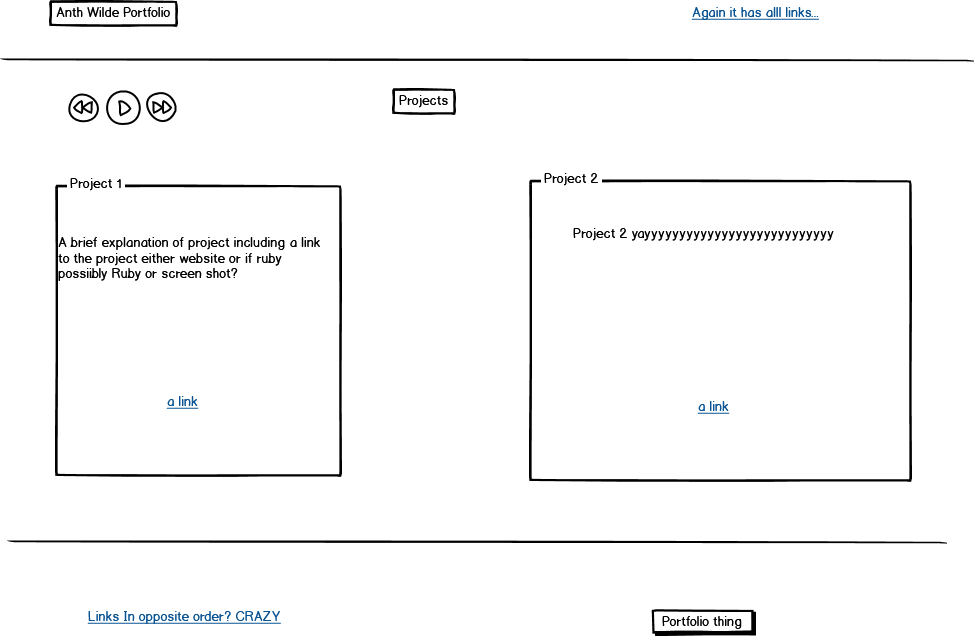 Anth Wilde Portfolio
Again it has alll links...
Projects
Project 1
A brief explanation of project including a link
to the project either website or if ruby
possiibly Ruby or screen shot?
a link
Project 2
Project 2 yayyyyyyyyyyyyyyyyyyyyyyyyyyy
a link
Links In opposite order? CRAZY
Portfolio thing